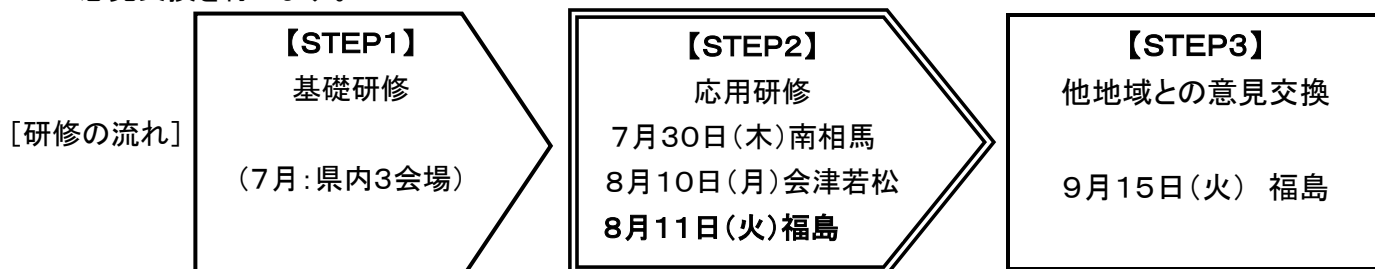 [研修の流れ]
【STEP1】
基礎研修
(7月:県内3会場)
【STEP2】
応用研修
7月30日(木)南相馬
8月10日(月)会津若松
8月11日(火)福島
【STEP3】
他地域との意見交換
9月15日(火) 福島